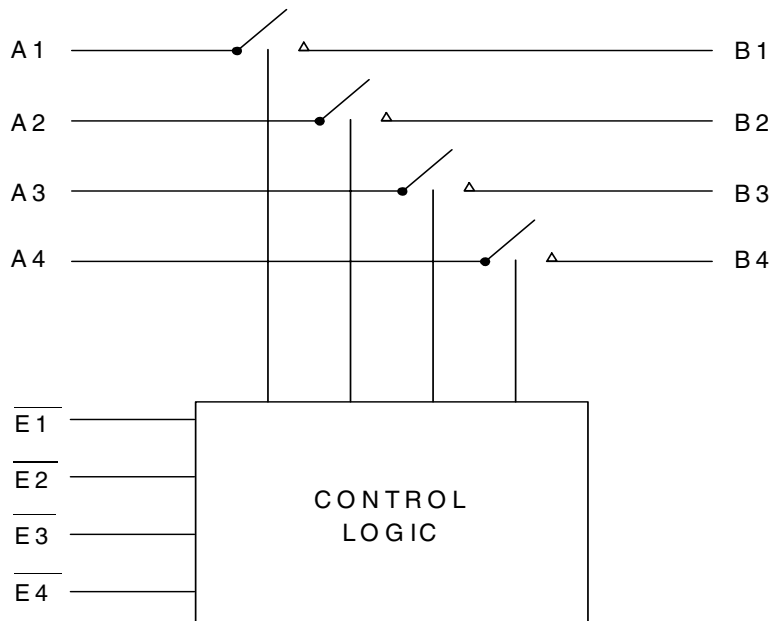 A1 B1
A2 B2
A3 B3
A4 B4
E1
E2
CONTROL
E3
LOGIC
E4